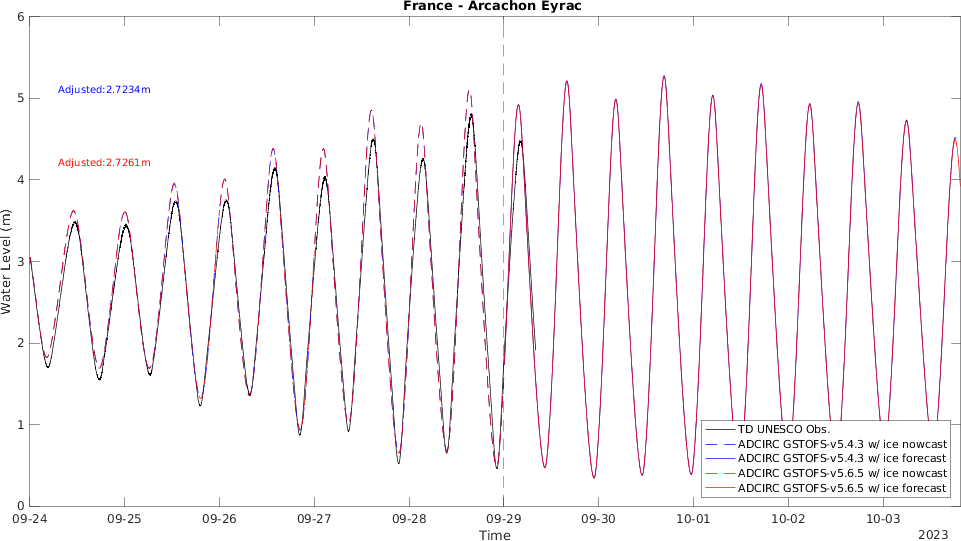 France - Arcachon Eyrac
6
5
4
3
2
1
0
Water Level (m)
Adjusted:2.7234m
Adjusted:2.7261m
TD UNESCO Obs.
ADCIRC GSTOFS-v5.4.3 w/ ice nowcast
ADCIRC GSTOFS-v5.4.3 w/ ice forecast
ADCIRC GSTOFS-v5.6.5 w/ ice nowcast
ADCIRC GSTOFS-v5.6.5 w/ ice forecast
09-24 09-25 09-26 09-27 09-28 09-29 09-30 10-01 10-02 10-03
Time
2023